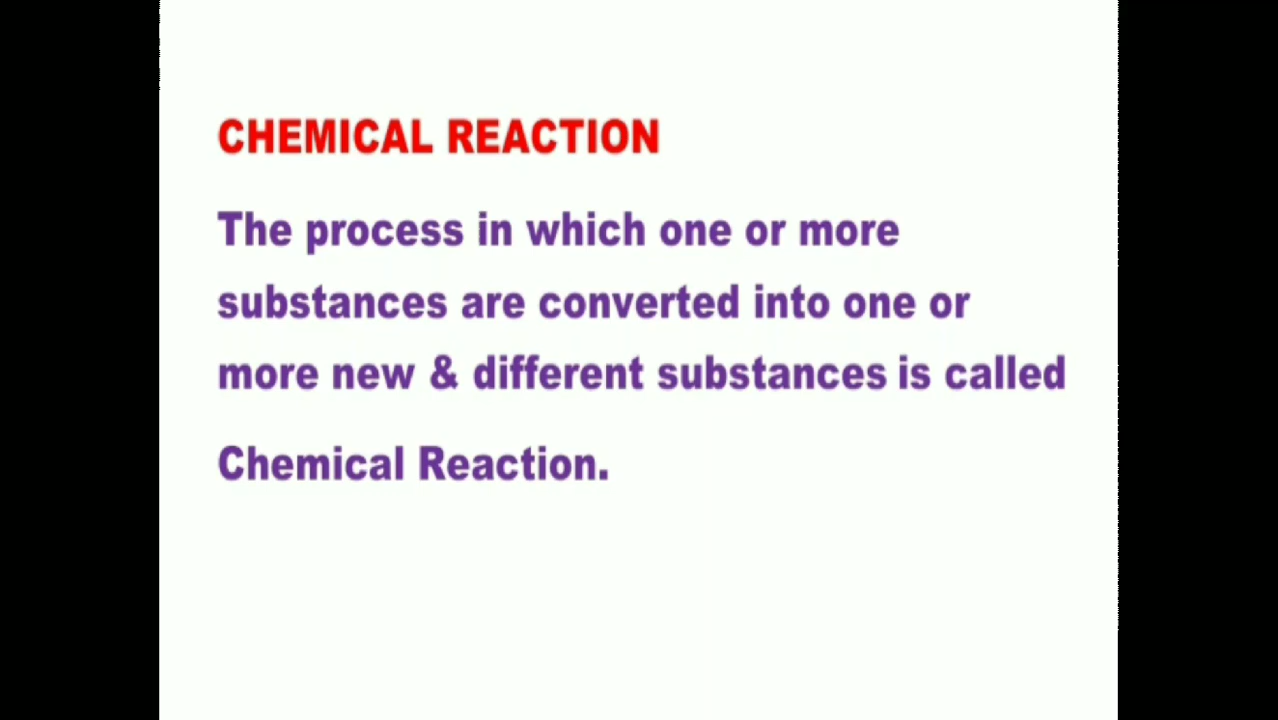 CHEMICAL REACTION
The process in which one or more
substances are converted into one or
more new & different substances is called
Chemical Reaction.